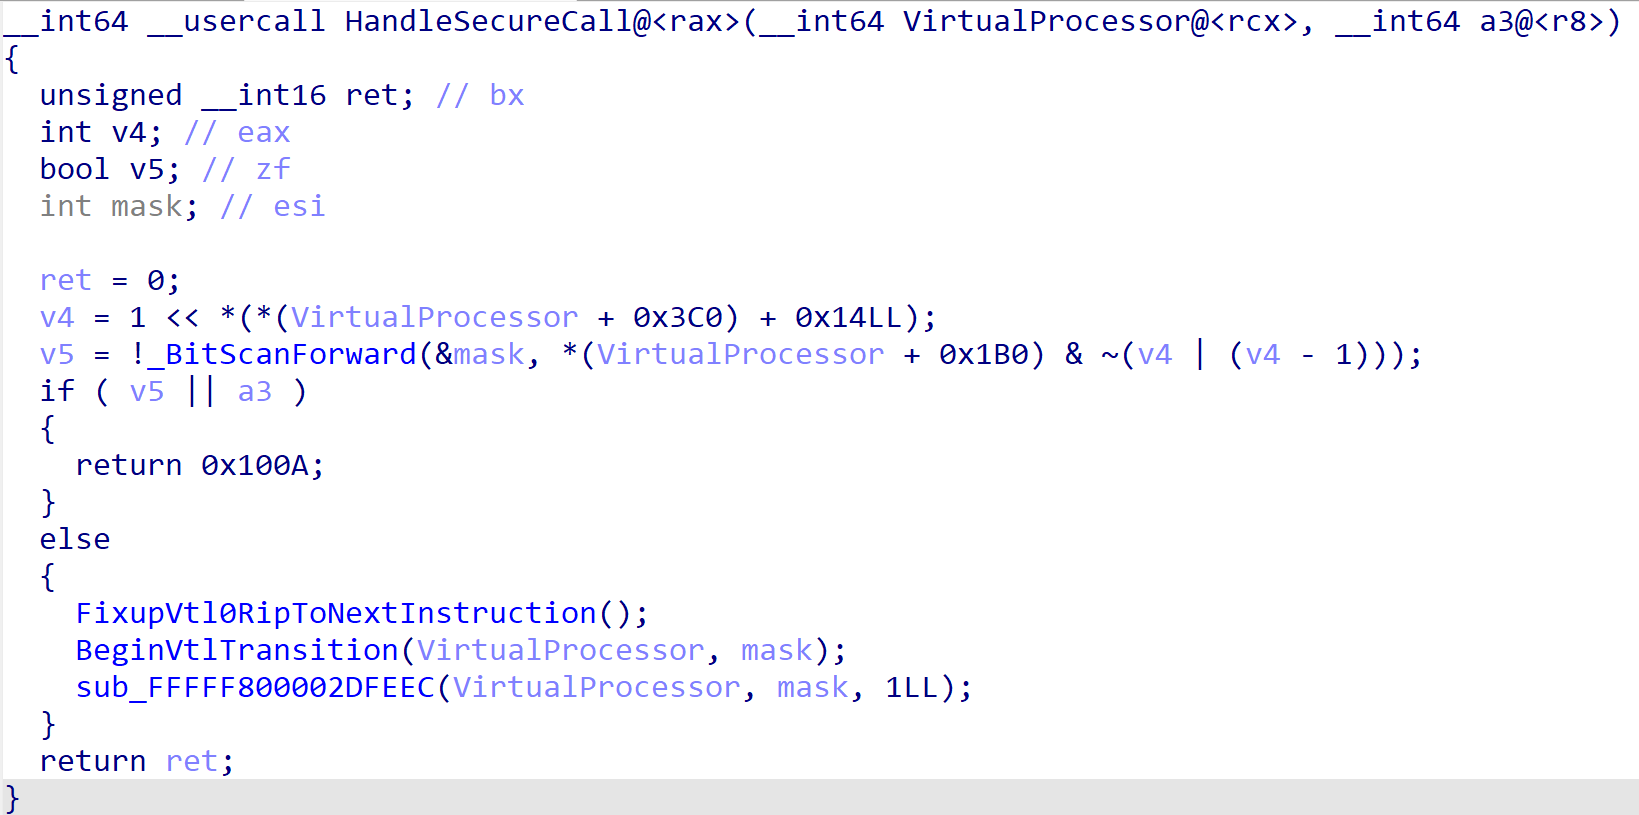 __int64 __usercall HandleSecureCall@<rax>(__int64 VirtualProcessor@<rcx>, __int64 a3@<r8>)
{
  unsigned __int16 ret; // bx
  int v4; // eax
  bool v5; // zf
  int mask; // esi

  ret = 0;
  v4 = 1 << *(*(VirtualProcessor + 0x3C0) + 0x14LL);
  v5 = !_BitScanForward(&mask, *(VirtualProcessor + 0x1B0) & ~(v4 | (v4 - 1)));
  if ( v5 || a3 )
  {
    return 0x100A;
  }
  else
  {
    FixupVtl0RipToNextInstruction();
    BeginVtlTransition(VirtualProcessor, mask);
    sub_FFFFF800002DFEEC(VirtualProcessor, mask, 1LL);
  }
  return ret;
}